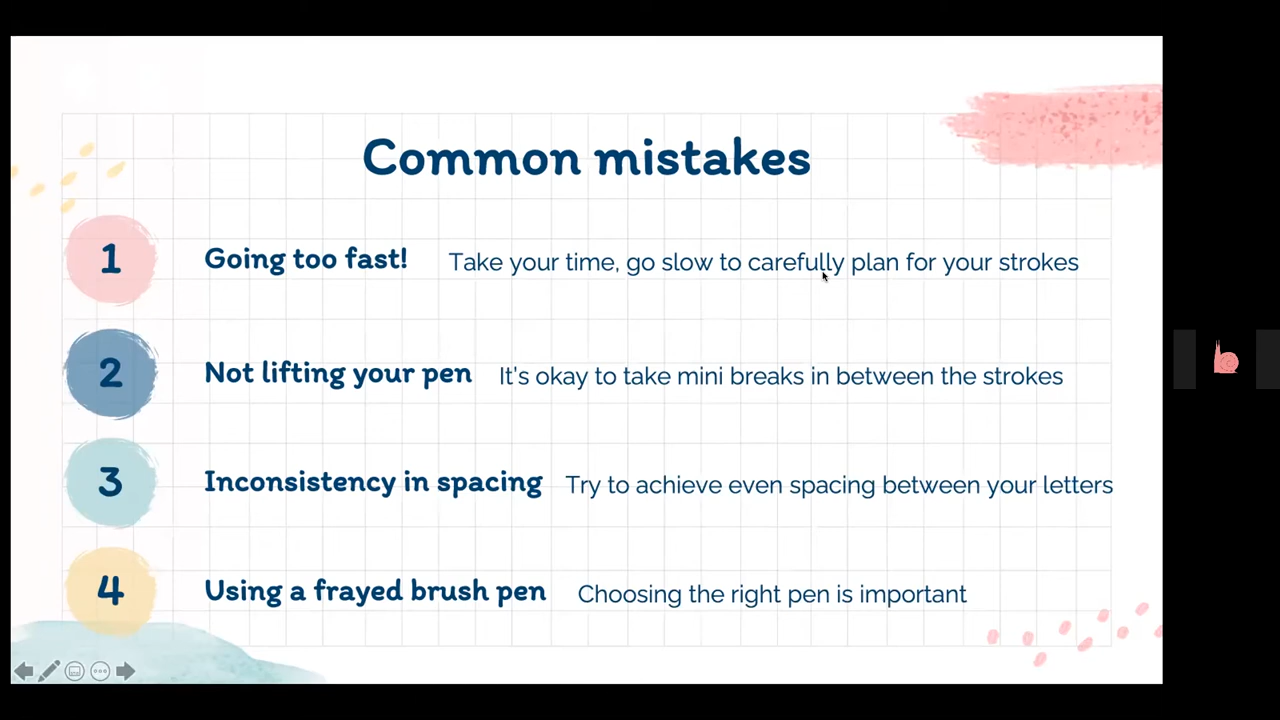 Common mistakes
1 Going too fast! Take your time, go slow to carefully plan for your strokes
2 Not lifting your pen It's okay to take mini breaks in between the strokes
3 Inconsistency in spacing Try to achieve even spacing between your letters
4 Using a frayed brush pen Choosing the right pen is important